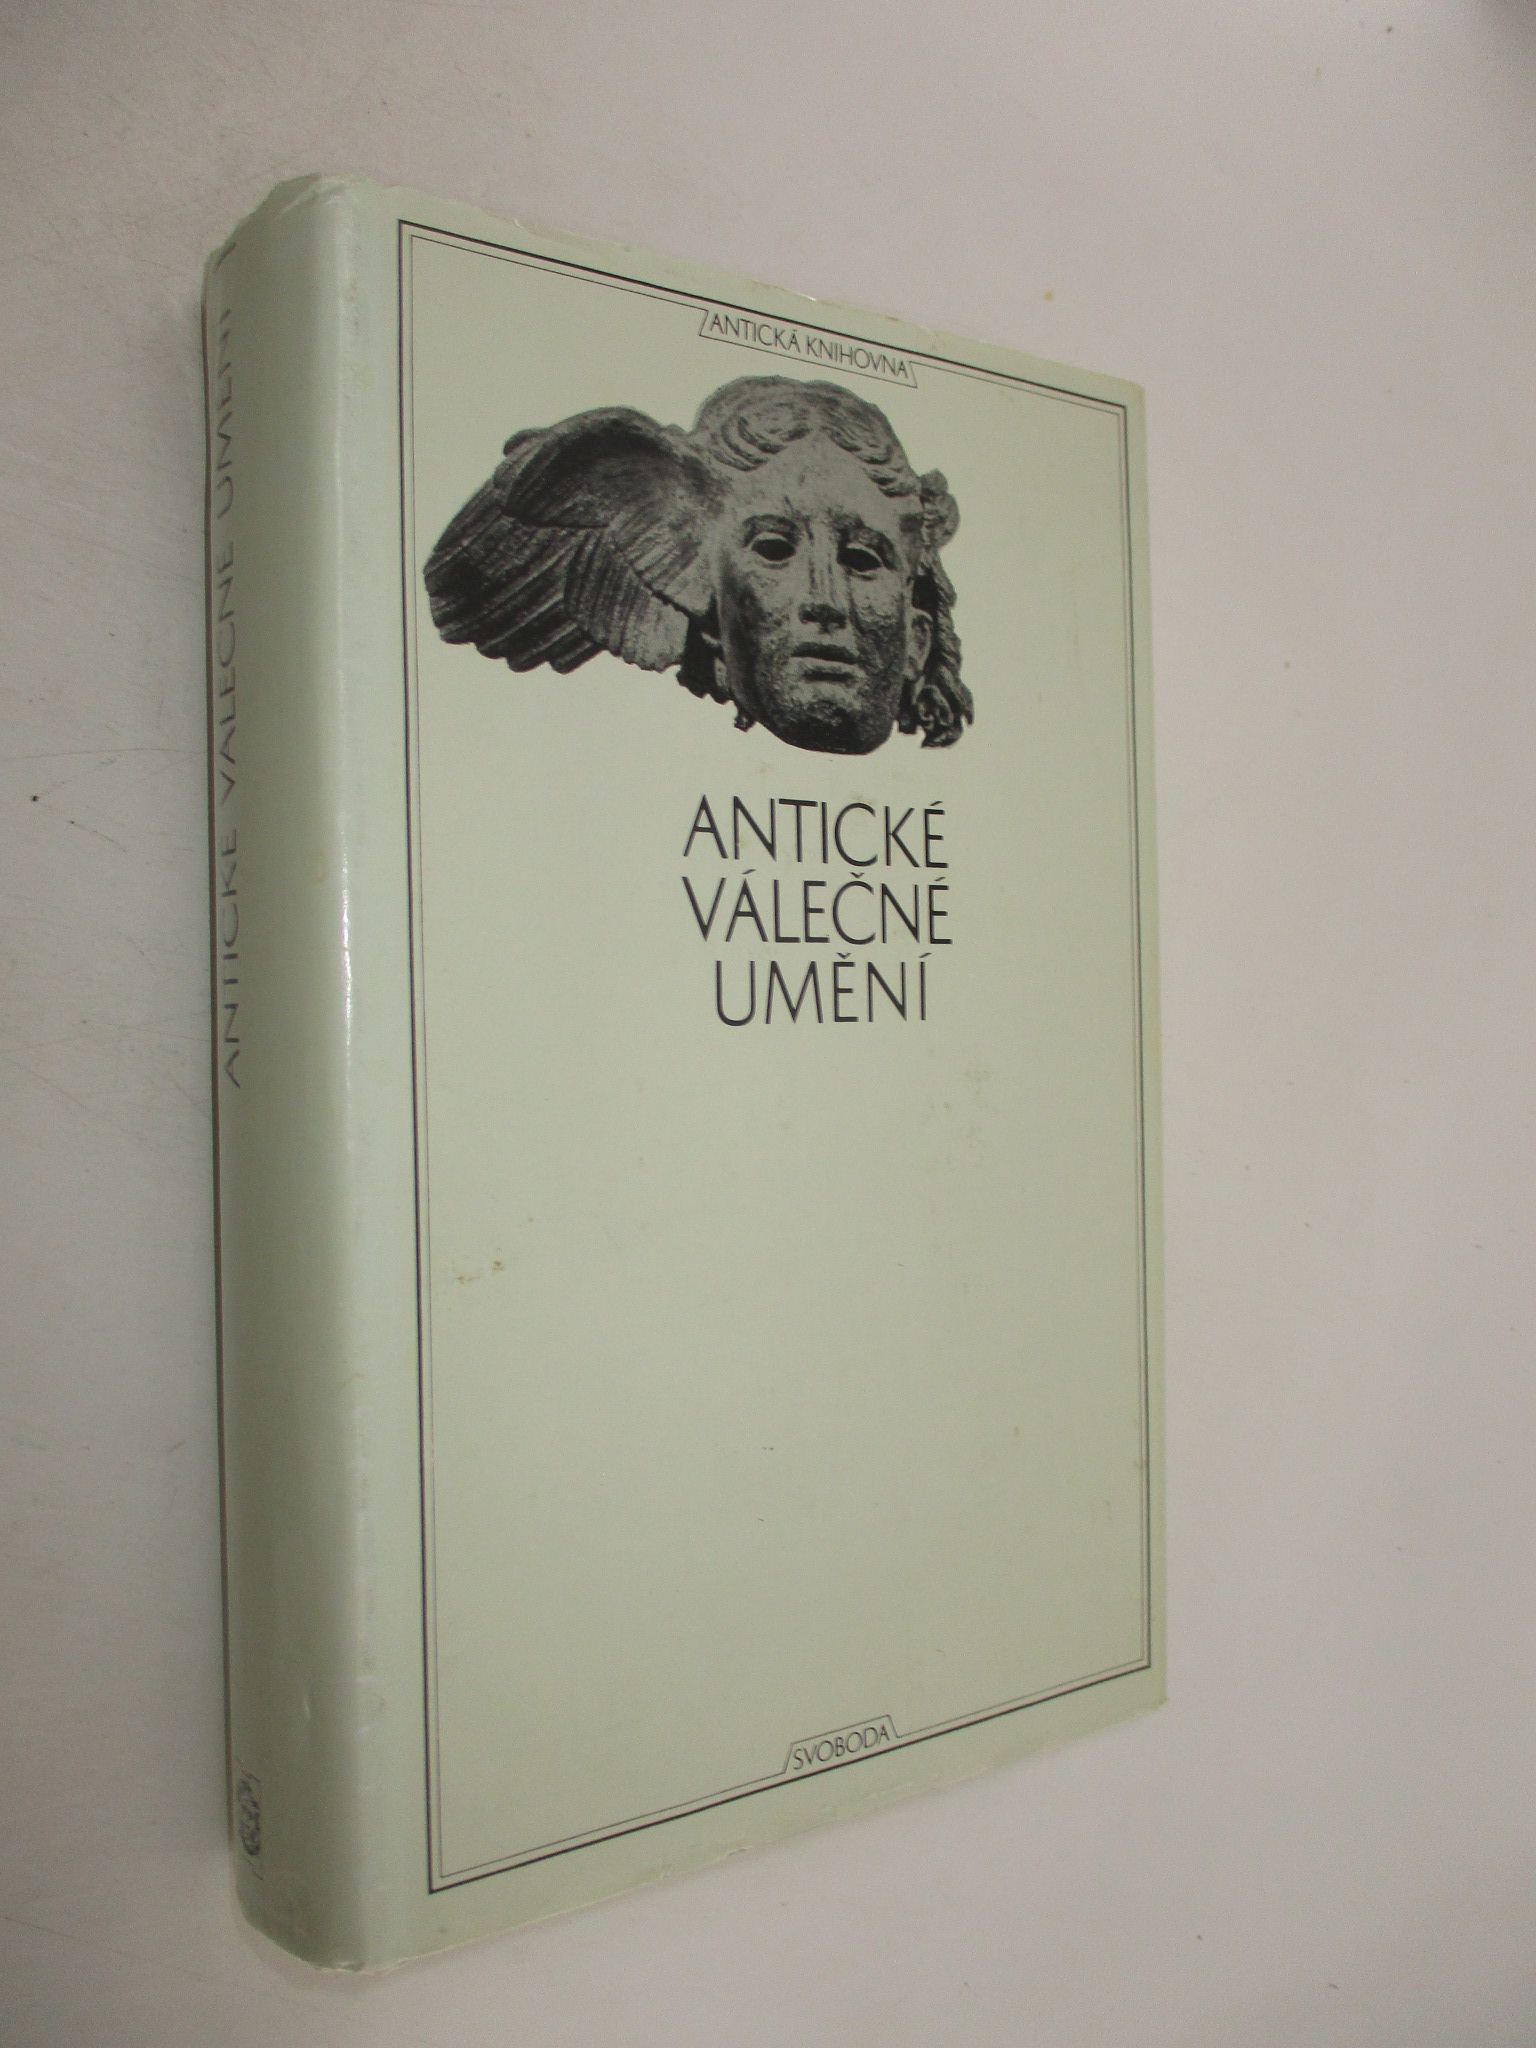 ANTICKÁ KNIHOVNA
ANTICKÉ
VÁLEČNÉ
UMĚNÍ
SVOBODA
ANTICKÉ VÁLEČNÉ UMĚNÍ